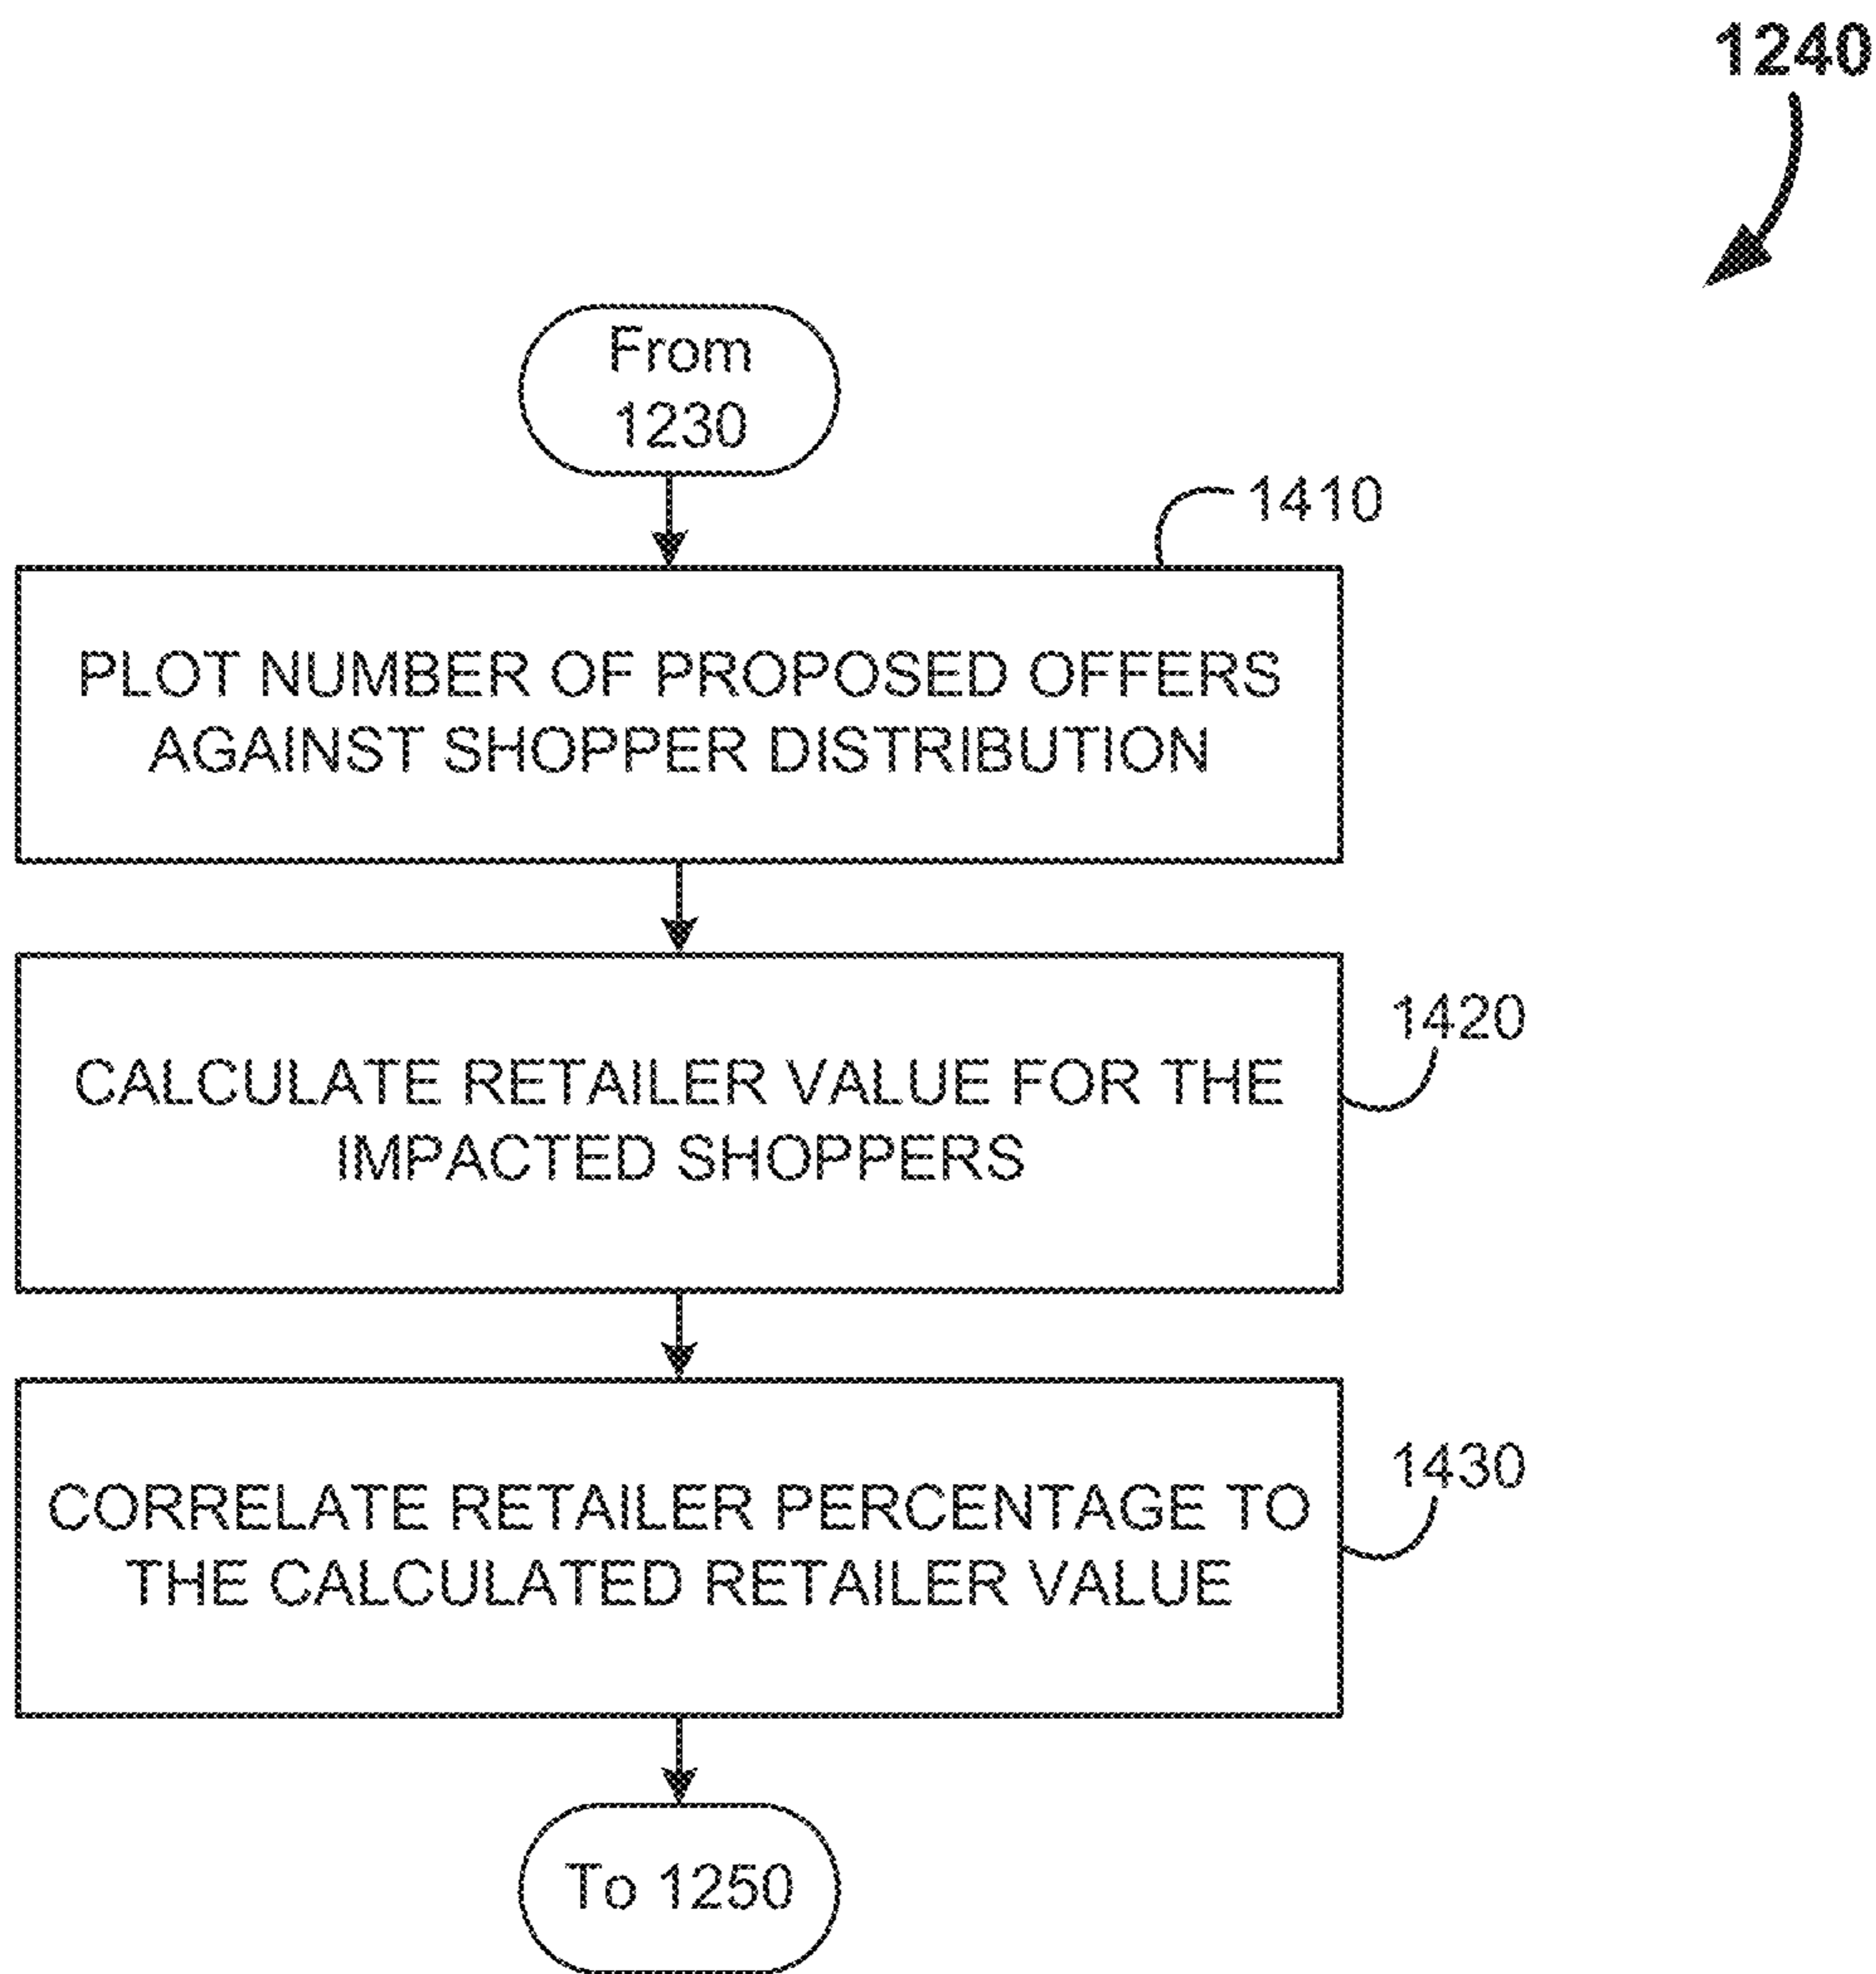 1240
From
1230
1410
PLOT NUMBER OF PROPOSED OFFERS
AGAINST SHOPPER DISTRIBUTION
1420
CALCULATE RETAILER VALUE FOR THE
IMPACTED SHOPPERS
1430
CORRELATE RETAILER PERCENTAGE TO
THE CALCULATED RETAILER VALUE
To 1250